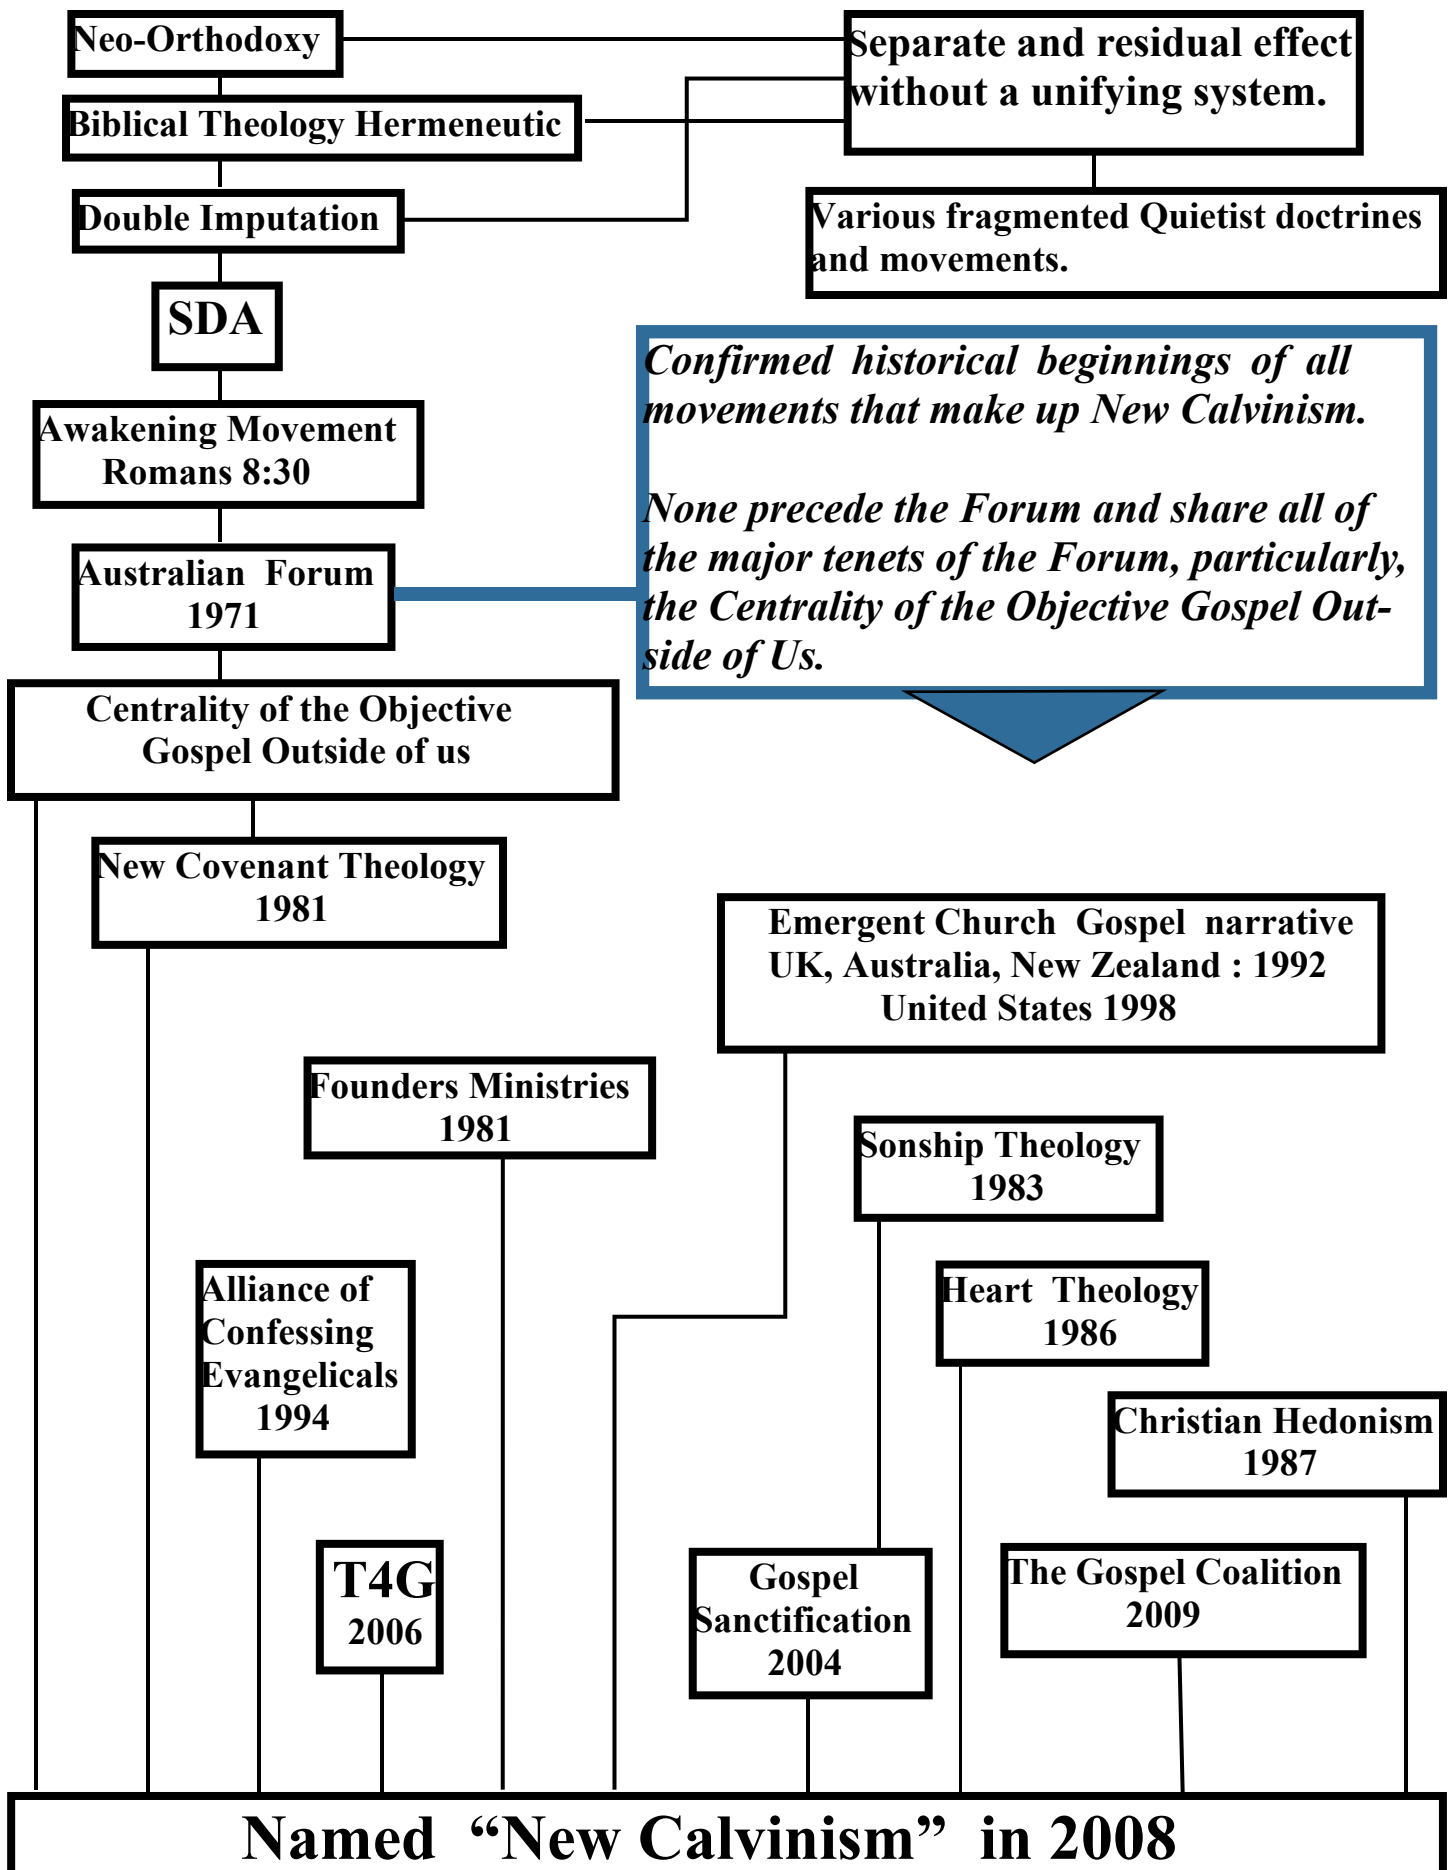 Neo-Orthodoxy
Separate and residual effect
without a unifying system.
Biblical Theology Hermeneutic
Double Imputation
Various fragmented Quietist doctrines
and movements.
SDA
Confirmed historical beginnings of all
movements that make up New Calvinism.
None precede the Forum and share all of
the major tenets of the Forum, particularly,
the Centrality of the Objective Gospel Out-
side of Us.
Awakening Movement
Romans 8:30
Australian Forum
1971
Centrality of the Objective
Gospel Outside of us
New Covenant Theology
1981
Emergent Church Gospel narrative
UK, Australia, New Zealand : 1992
United States 1998
Founders Ministries
1981
Sonship Theology
1983
Alliance of
Confessing
Evangelicals
1994
Heart Theology
1986
Christian Hedonism
1987
T4G
2006
Gospel
Sanctification
2004
The Gospel Coalition
2009
Named “New Calvinism” in 2008